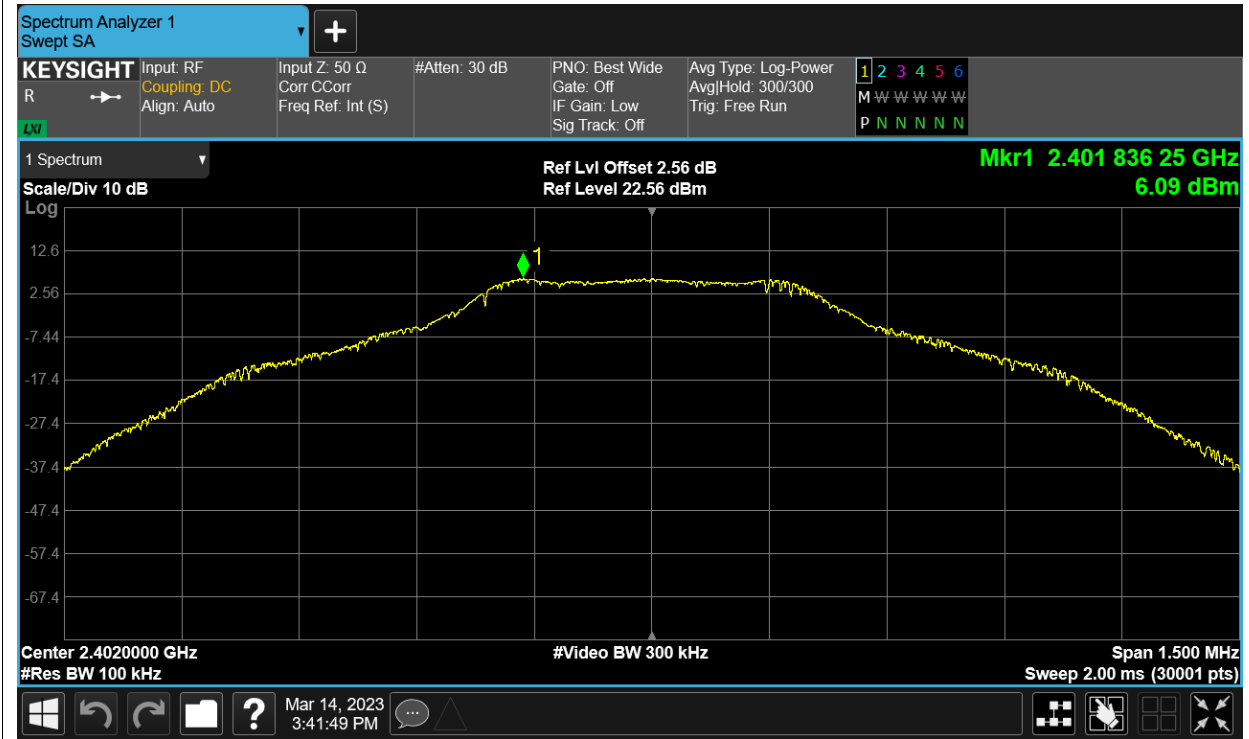 Spectrum Analyzer 1
Swept SA
+
KEYSIGHT Input: RF Input Z: 50 Ω #Atten: 30 dB PNO: Best Wide Avg Type: Log-Power 1 2 3 4 5 6
R Coupling: DC Corr CCorr Gate: Off Avg|Hold: 300/300 M W W W W W
Align: Auto Freq Ref: Int (S) IF Gain: Low Trig: Free Run
LXI Sig Track: Off P N N N N N
1 Spectrum Ref Lvl Offset 2.56 dB Mkr1 2.401 836 25 GHz
Scale/Div 10 dB Ref Level 22.56 dBm 6.09 dBm
Log
12.6
1
2.56
-7.44
-17.4
-27.4
-37.4
-47.4
-57.4
-67.4
Center 2.4020000 GHz #Video BW 300 kHz Span 1.500 MHz
#Res BW 100 kHz Sweep 2.00 ms (30001 pts)
? Mar 14, 2023
3:41:49 PM